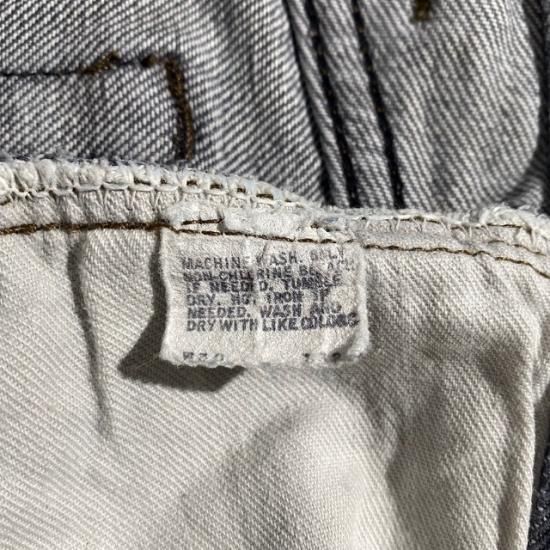 MACHINE WASH. ONLY
NON-CHLORINE
IF NEEDED. TUMBLE
DRY. HOT IRON IF
NEEDED. WASH AND
DRY WITH LIKE COLORS